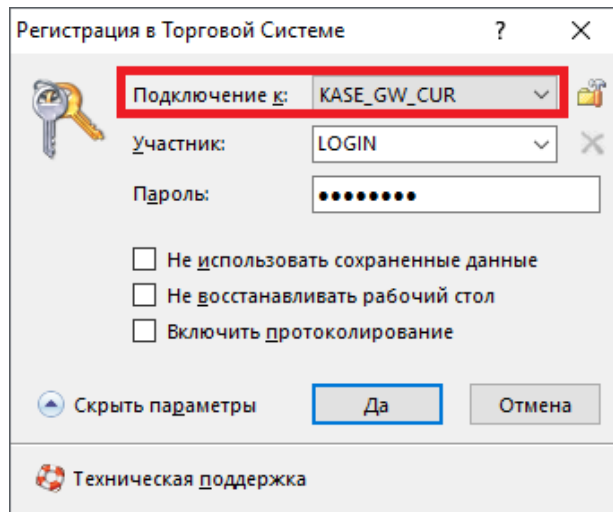 Регистрация в Торговой Системе
Подключение к: KASE_GW_CUR
Участник: LOGIN
Пароль: ●●●●●●●●
Не использовать сохраненные данные
Не восстанавливать рабочий стол
Включить протоколирование
Скрыть параметры Да Отмена
Техническая поддержка